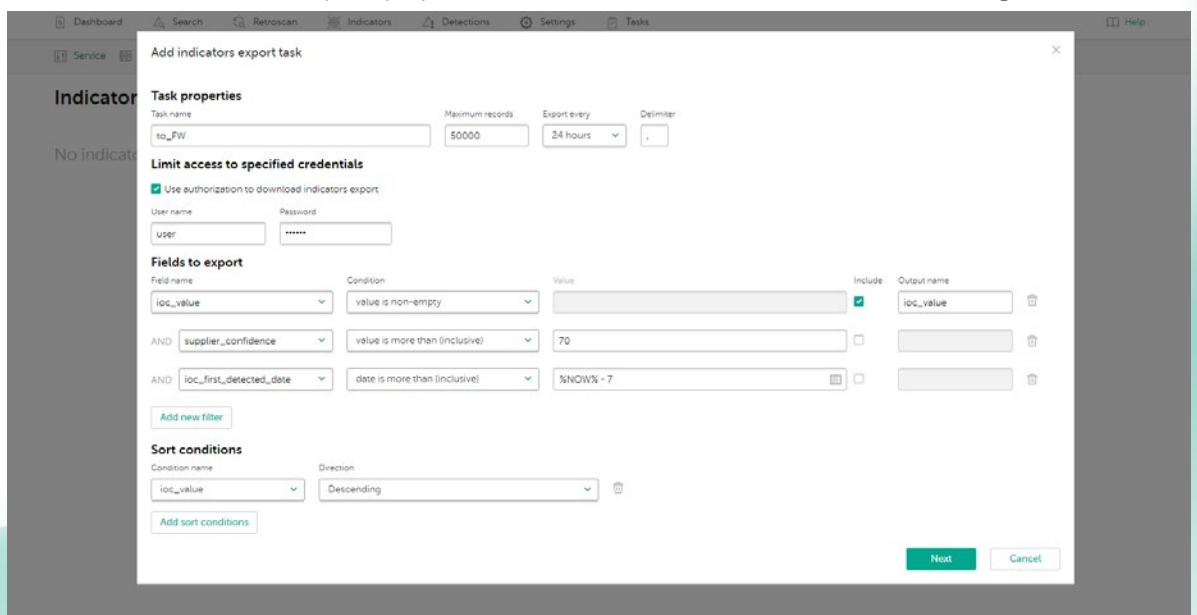 Dashboard Search Retroscan Indicators Detections Settings Tasks Help
Service
Indicator
No indicat
Add indicators export task
Task properties
Task name Maximum records Export every Delimiter
to_FW 50000 24 hours ,
Limit access to specified credentials
Use authorization to download indicators export
User name Password
user ••••••
Fields to export
Field name Condition Value Include Output name
ioc_value value is non-empty ioc_value
AND supplier_confidence value is more than (inclusive) 70
AND ioc_first_detected_date date is more than (inclusive) %NOW% - 7
Add new filter
Sort conditions
Condition name Direction
ioc_value Descending
Add sort conditions
Next Cancel